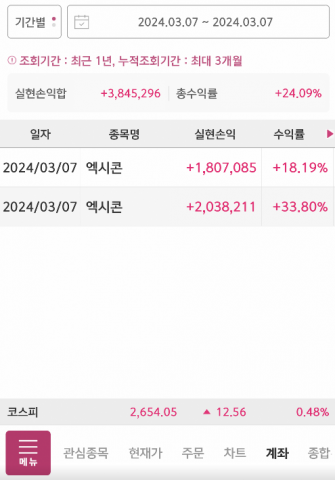 기간별 2024.03.07 ~ 2024.03.07
① 조회기간 : 최근 1년, 누적조회기간 : 최대 3개월
실현손익합 +3,845,296 총수익률 +24.09%
일자 종목명 실현손익 수익률
2024/03/07 엑시콘 +1,807,085 +18.19%
2024/03/07 엑시콘 +2,038,211 +33.80%
코스피 2,654.05 ▲ 12.56 0.48%
메뉴 관심종목 현재가 주문 차트 계좌 종합